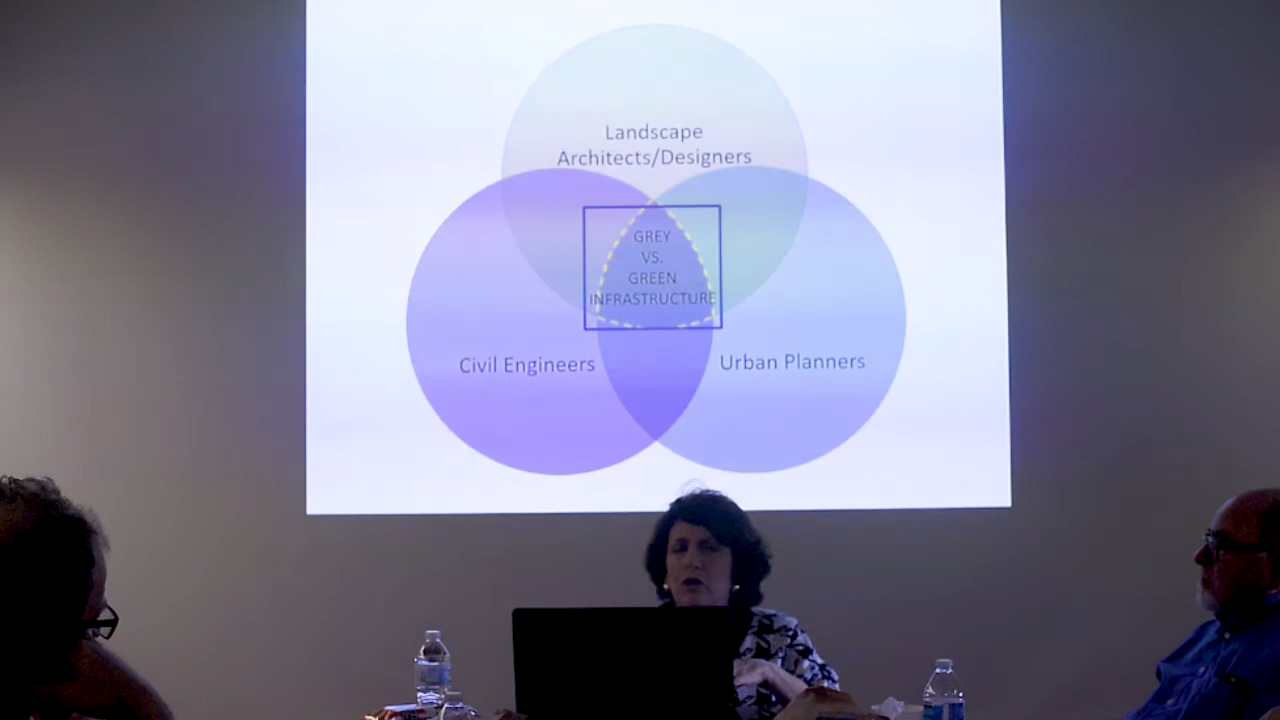 Landscape
Architects/Designers
GREY
VS.
GREEN
INFRASTRUCTURE
Civil Engineers
Urban Planners